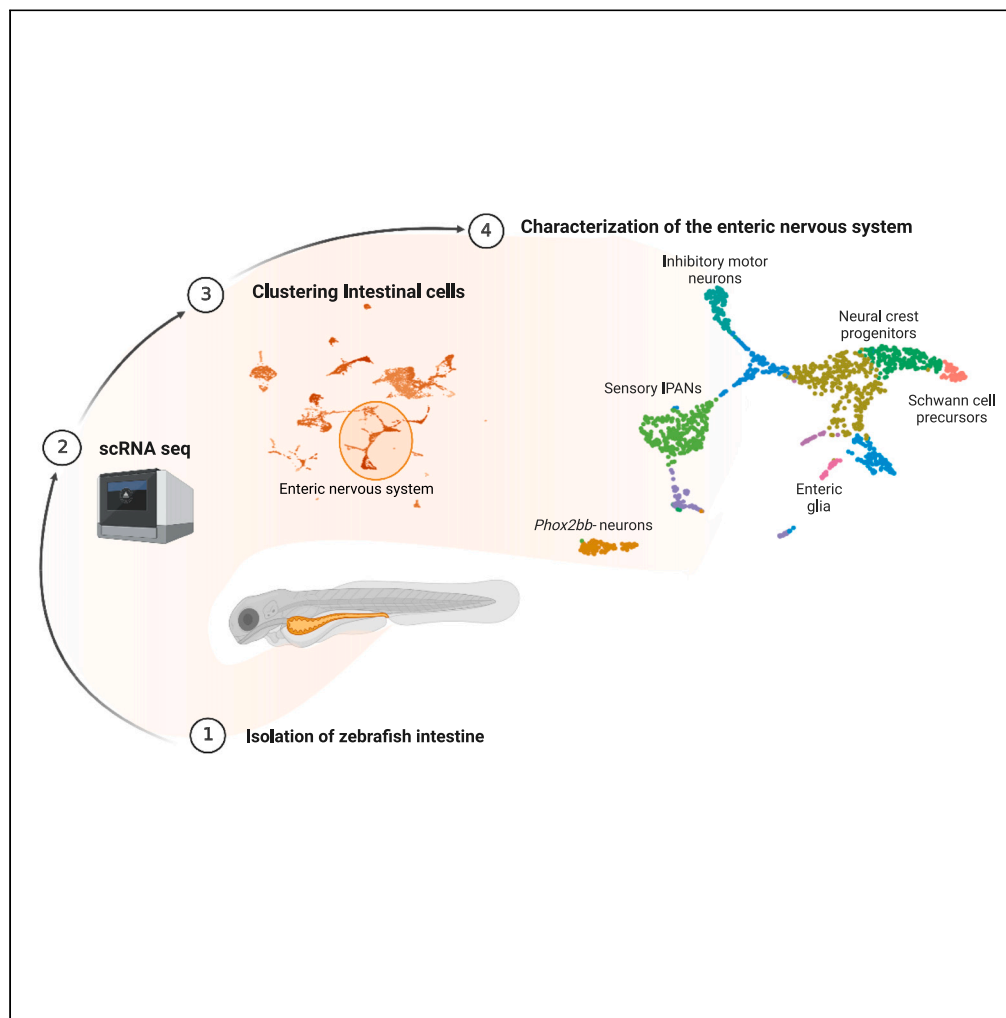 4
Characterization of the enteric nervous system
Inhibitory motor
neurons
3
Clustering Intestinal cells
Neural crest
progenitors
Sensory IPANs
Schwann cell
precursors
2
scRNA seq
Enteric nervous system
Enteric
glia
Phox2bb- neurons
1
Isolation of zebrafish intestine